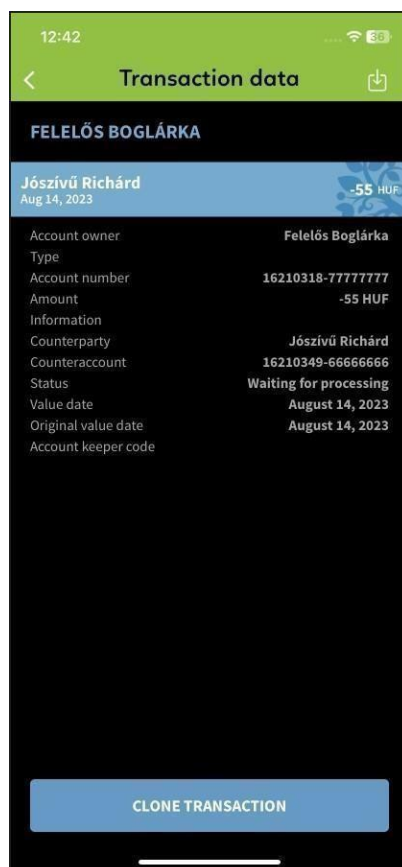 12:42
38
Transaction data
FELELŐS BOGLÁRKA
Jószívű Richárd
-55 HUF
Aug 14, 2023
Account owner Felelős Boglárka
Type
Account number 16210318-77777777
Amount -55 HUF
Information
Counterparty Jószívű Richárd
Counteraccount 16210349-66666666
Status Waiting for processing
Value date August 14, 2023
Original value date August 14, 2023
Account keeper code
CLONE TRANSACTION